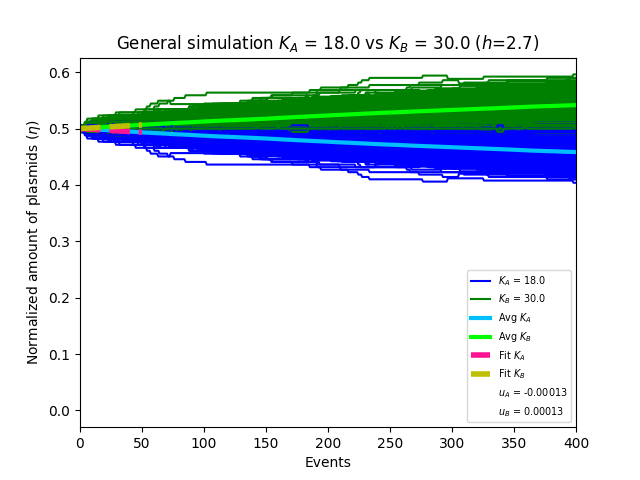 General simulation K_A = 18.0 vs K_B = 30.0 (h=2.7)
Normalized amount of plasmids (η)
0.6
0.5
0.4
0.3
0.2
0.1
0.0
K_A = 18.0
K_B = 30.0
Avg K_A
Avg K_B
Fit K_A
Fit K_B
u_A = -0.00013
u_B = 0.00013
0 50 100 150 200 250 300 350 400
Events